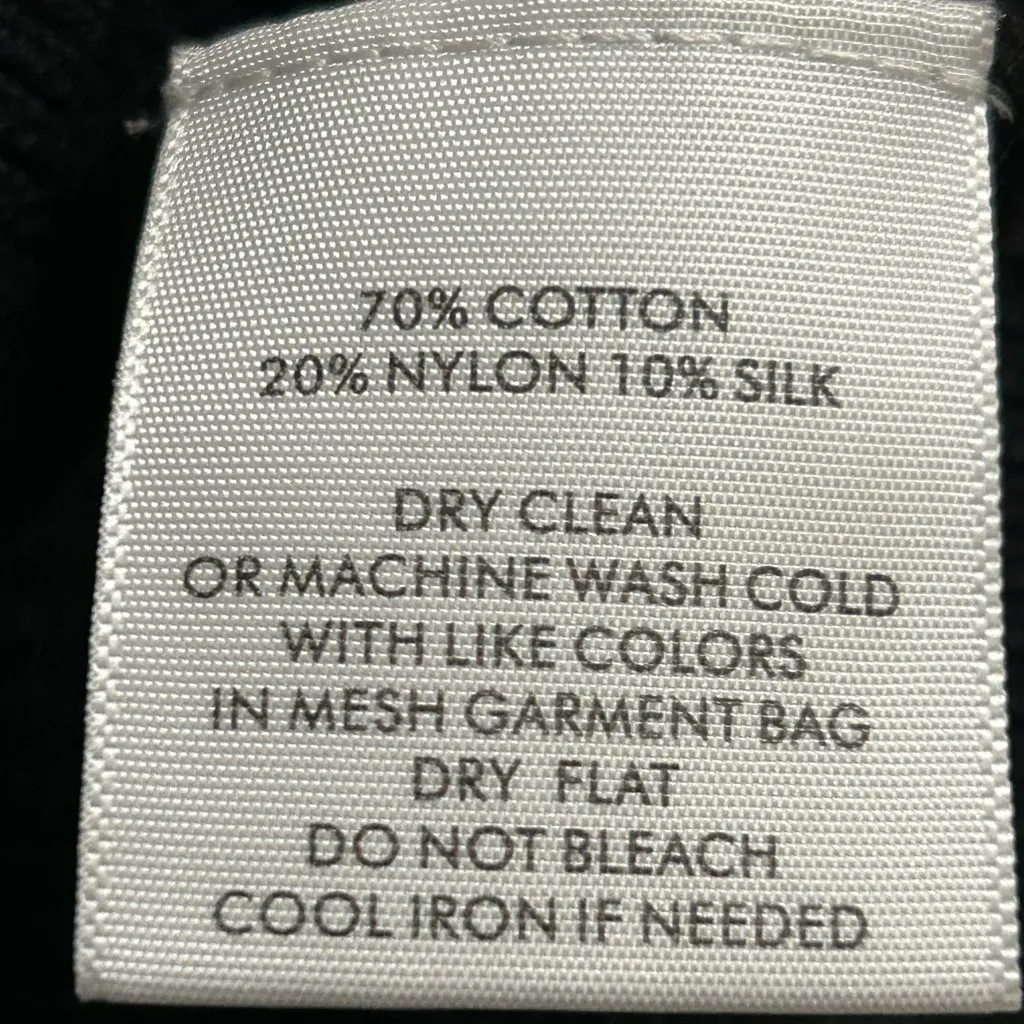 70% COTTON
20% NYLON 10% SILK
DRY CLEAN
OR MACHINE WASH COLD
WITH LIKE COLORS
IN MESH GARMENT BAG
DRY FLAT
DO NOT BLEACH
COOL IRON IF NEEDED